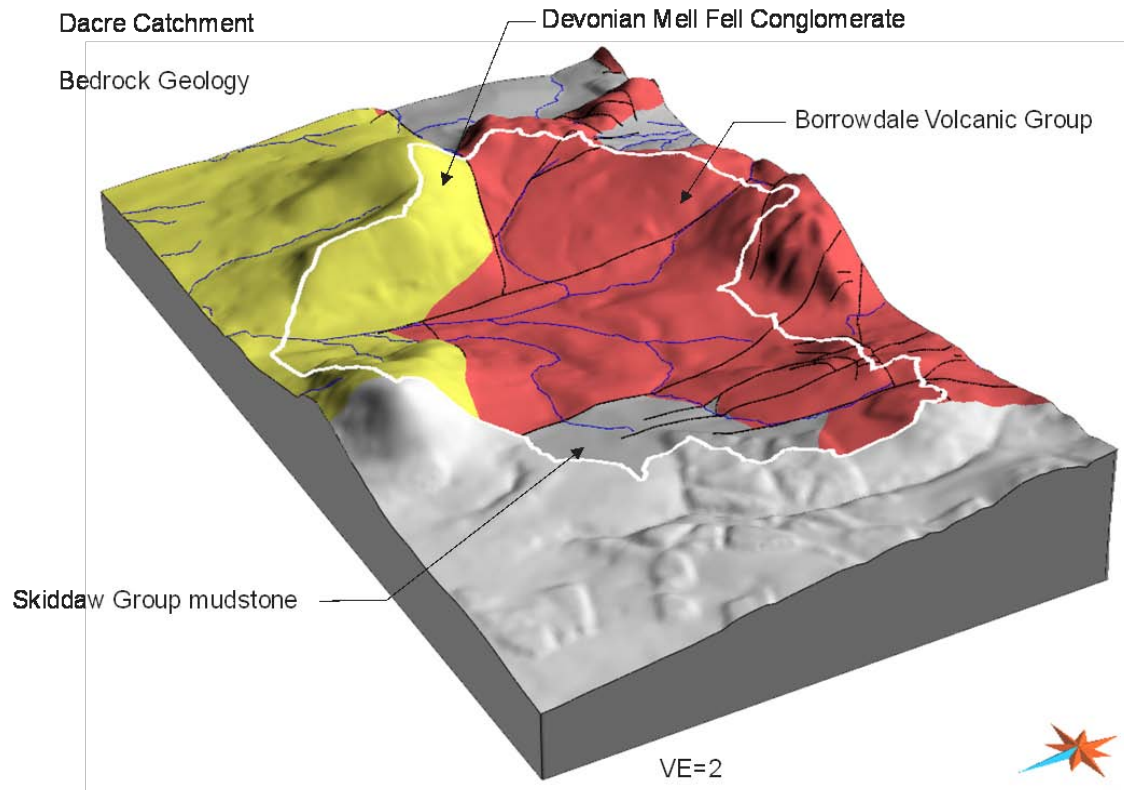 Dacre Catchment
Devonian Mell Fell Conglomerate
Bedrock Geology
Borrowdale Volcanic Group
Skiddaw Group mudstone
VE=2